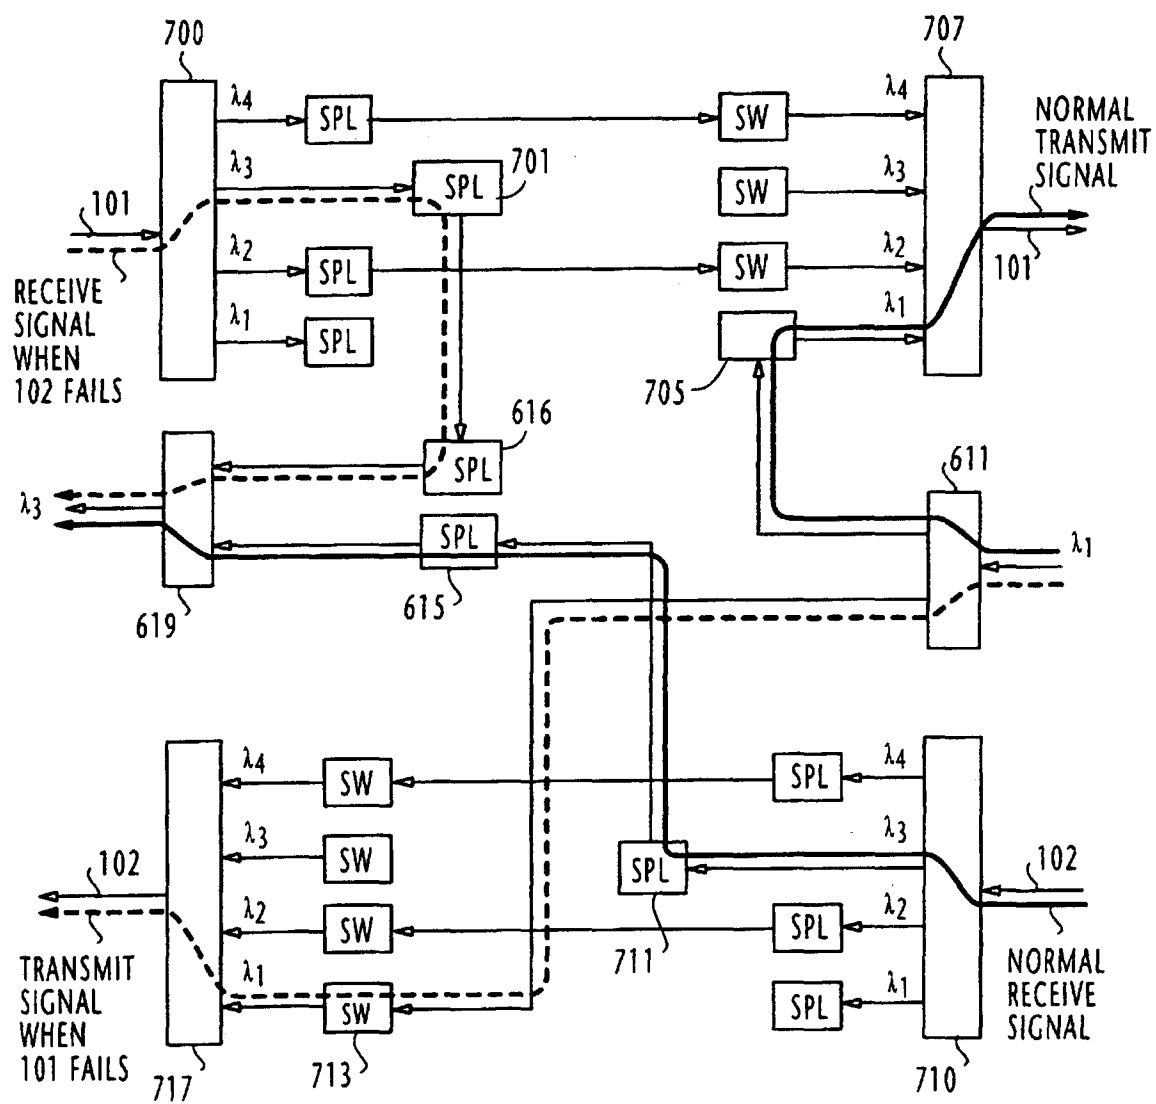 700
707
λ4
SPL
SW
λ4
NORMAL
TRANSMIT
SIGNAL
λ3
SPL
701
SW
λ3
101
λ2
SPL
SW
λ2
101
RECEIVE
SIGNAL
WHEN
102 FAILS
λ1
SPL
λ1
705
616
SPL
611
λ3
SPL
λ1
619
615
λ4
SW
SPL
λ4
λ3
SW
λ3
102
SPL
102
λ2
SW
SPL
λ2
711
TRANSMIT
SIGNAL
WHEN
101 FAILS
λ1
SW
SPL
λ1
NORMAL
RECEIVE
SIGNAL
717
713
710